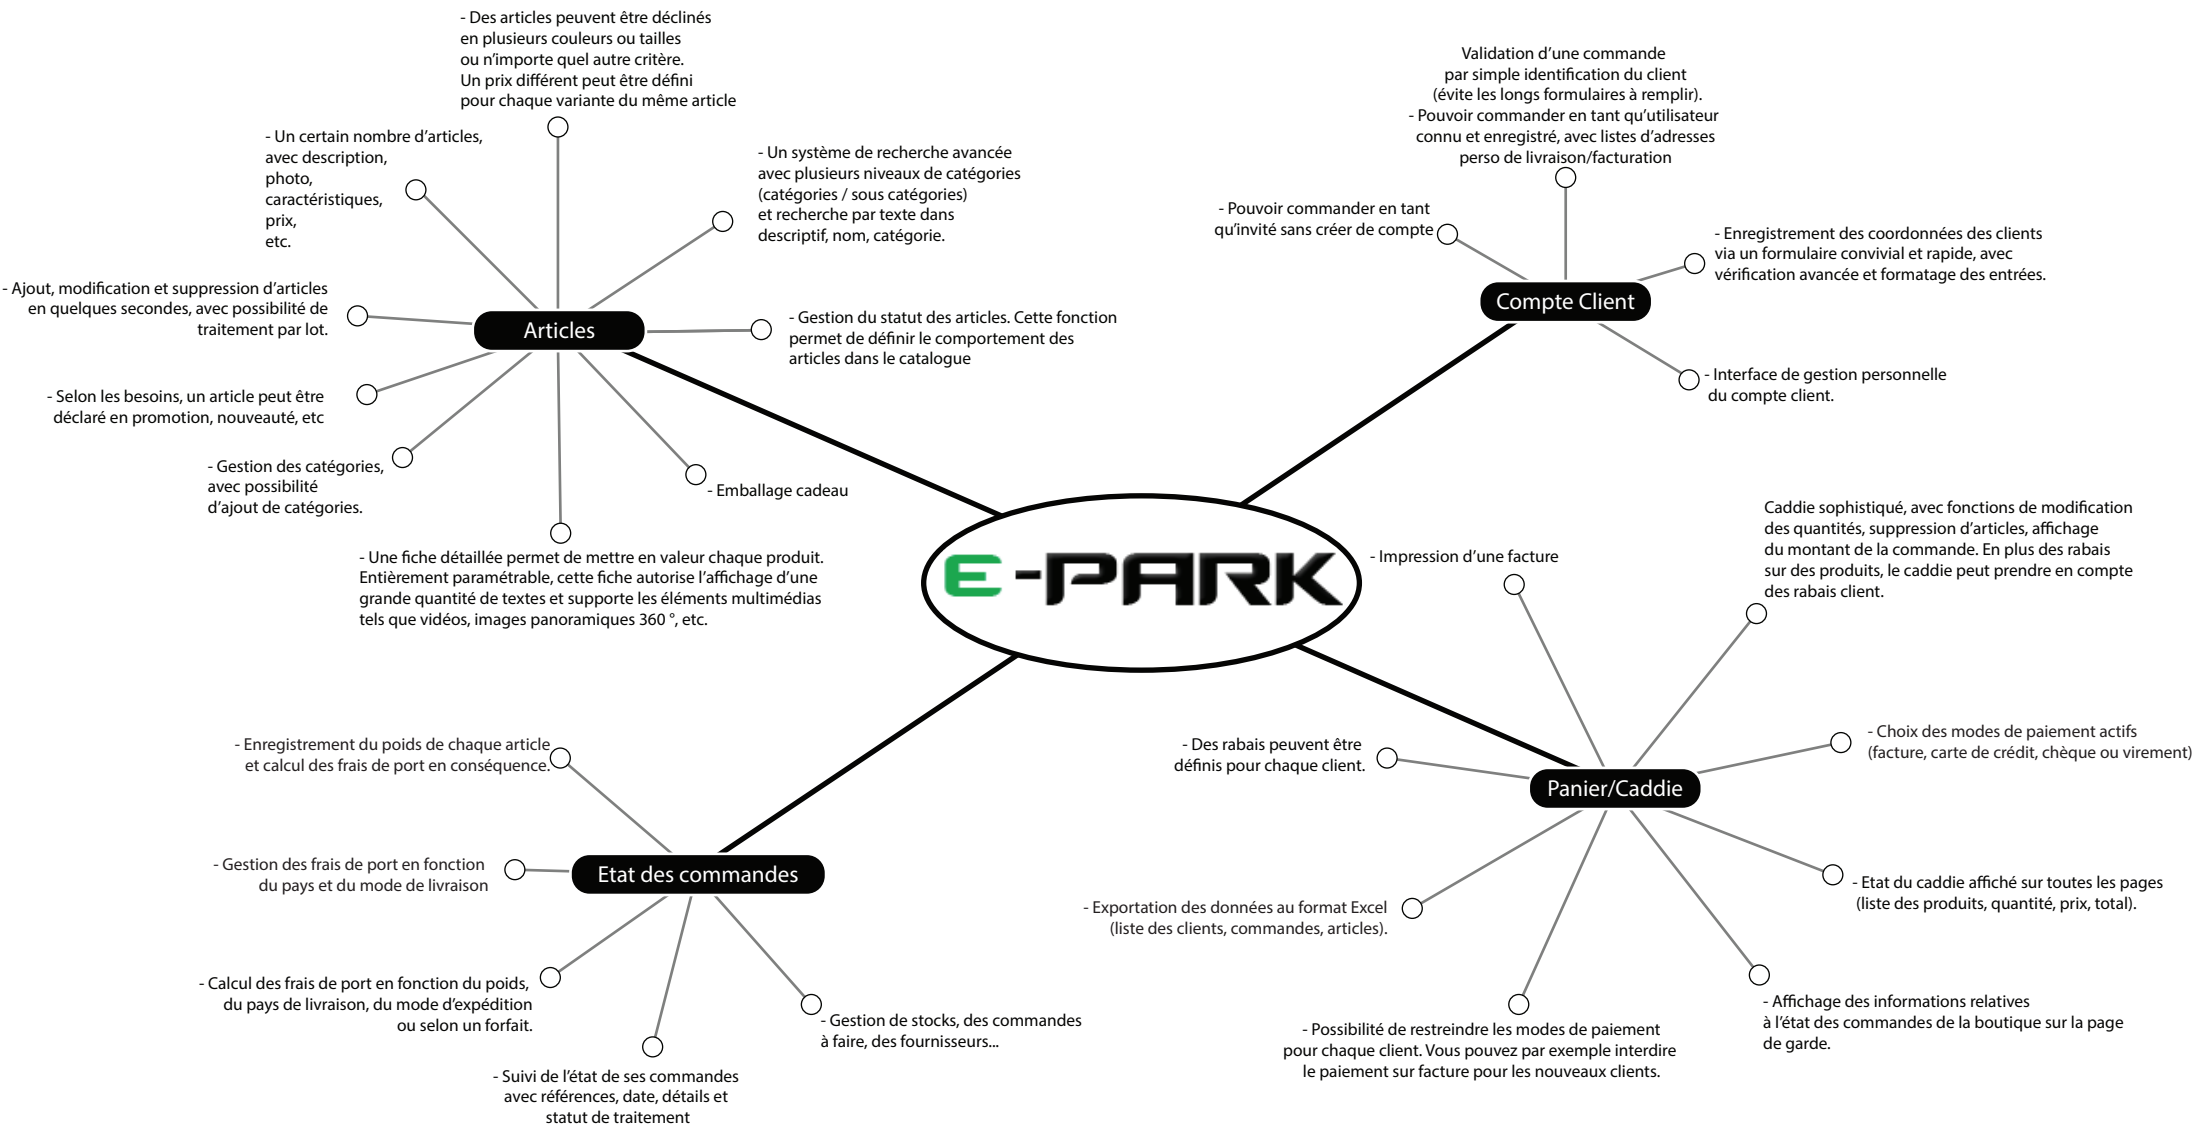 - Des articles peuvent être déclinés
en plusieurs couleurs ou tailles
ou n'importe quel autre critère.
Un prix différent peut être défini
pour chaque variante du même article
- Un certain nombre d'articles,
avec description,
photo,
caractéristiques,
prix,
etc.
- Un système de recherche avancée
avec plusieurs niveaux de catégories
(catégories / sous catégories)
et recherche par texte dans
descriptif, nom, catégorie.
- Ajout, modification et suppression d'articles
en quelques secondes, avec possibilité de
traitement par lot.
Articles
- Gestion du statut des articles. Cette fonction
permet de définir le comportement des
articles dans le catalogue
- Selon les besoins, un article peut être
déclaré en promotion, nouveauté, etc
- Gestion des catégories,
avec possibilité
d'ajout de catégories.
- Emballage cadeau
- Une fiche détaillée permet de mettre en valeur chaque produit.
Entièrement paramétrable, cette fiche autorise l'affichage d'une
grande quantité de textes et supporte les éléments multimédias
tels que vidéos, images panoramiques 360 °, etc.
Validation d'une commande
par simple identification du client
(évite les longs formulaires à remplir).
- Pouvoir commander en tant qu'utilisateur
connu et enregistré, avec listes d'adresses
perso de livraison/facturation
- Pouvoir commander en tant
qu'invité sans créer de compte
- Enregistrement des coordonnées des clients
via un formulaire convivial et rapide, avec
vérification avancée et formatage des entrées.
Compte Client
- Interface de gestion personnelle
du compte client.
E-PARK
- Impression d'une facture
Caddie sophistiqué, avec fonctions de modification
des quantités, suppression d'articles, affichage
du montant de la commande. En plus des rabais
sur des produits, le caddie peut prendre en compte
des rabais client.
- Des rabais peuvent être
définis pour chaque client.
- Choix des modes de paiement actifs
(facture, carte de crédit, chèque ou virement)
Panier/Caddie
- Exportation des données au format Excel
(liste des clients, commandes, articles).
- Etat du caddie affiché sur toutes les pages
(liste des produits, quantité, prix, total).
- Possibilité de restreindre les modes de paiement
pour chaque client. Vous pouvez par exemple interdire
le paiement sur facture pour les nouveaux clients.
- Affichage des informations relatives
à l'état des commandes de la boutique sur la page
de garde.
- Enregistrement du poids de chaque article
et calcul des frais de port en conséquence.
- Gestion des frais de port en fonction
du pays et du mode de livraison
Etat des commandes
- Calcul des frais de port en fonction du poids,
du pays de livraison, du mode d'expédition
ou selon un forfait.
- Gestion de stocks, des commandes
à faire, des fournisseurs...
- Suivi de l'état de ses commandes
avec références, date, détails et
statut de traitement